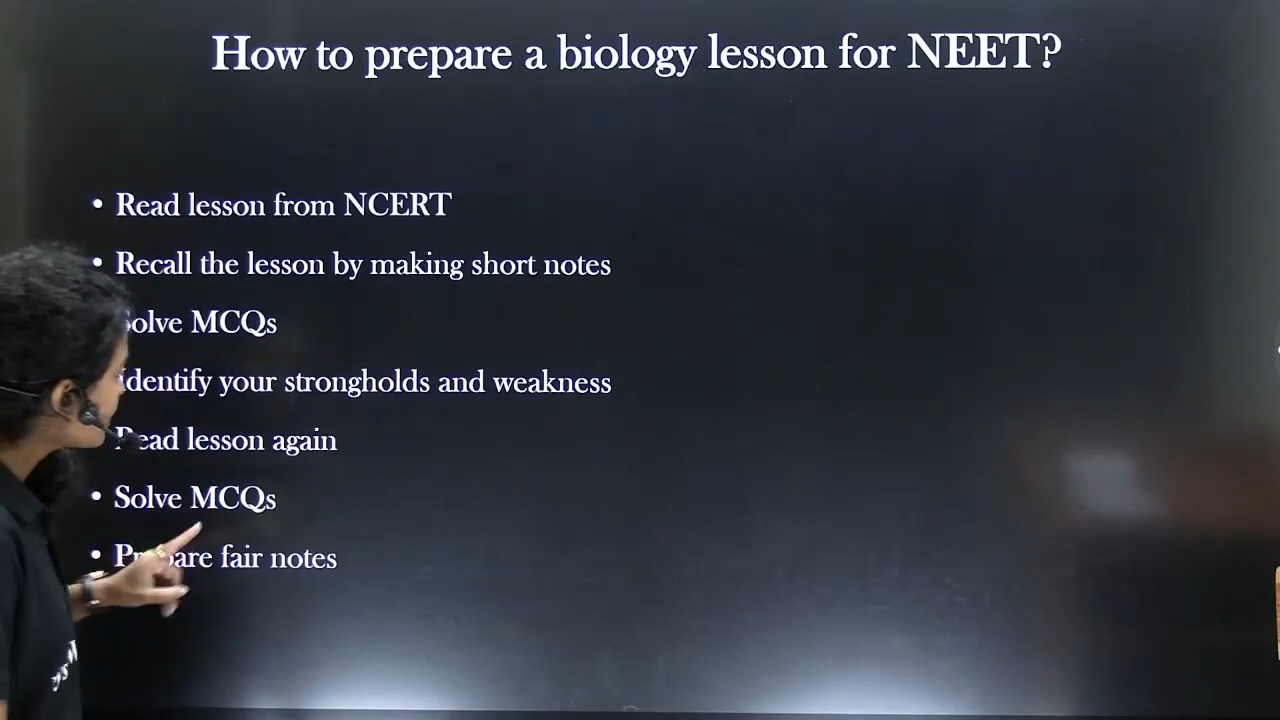 How to prepare a biology lesson for NEET?
• Read lesson from NCERT
• Recall the lesson by making short notes
Solve MCQs
Identify your strongholds and weakness
Read lesson again
• Solve MCQs
• Prepare fair notes